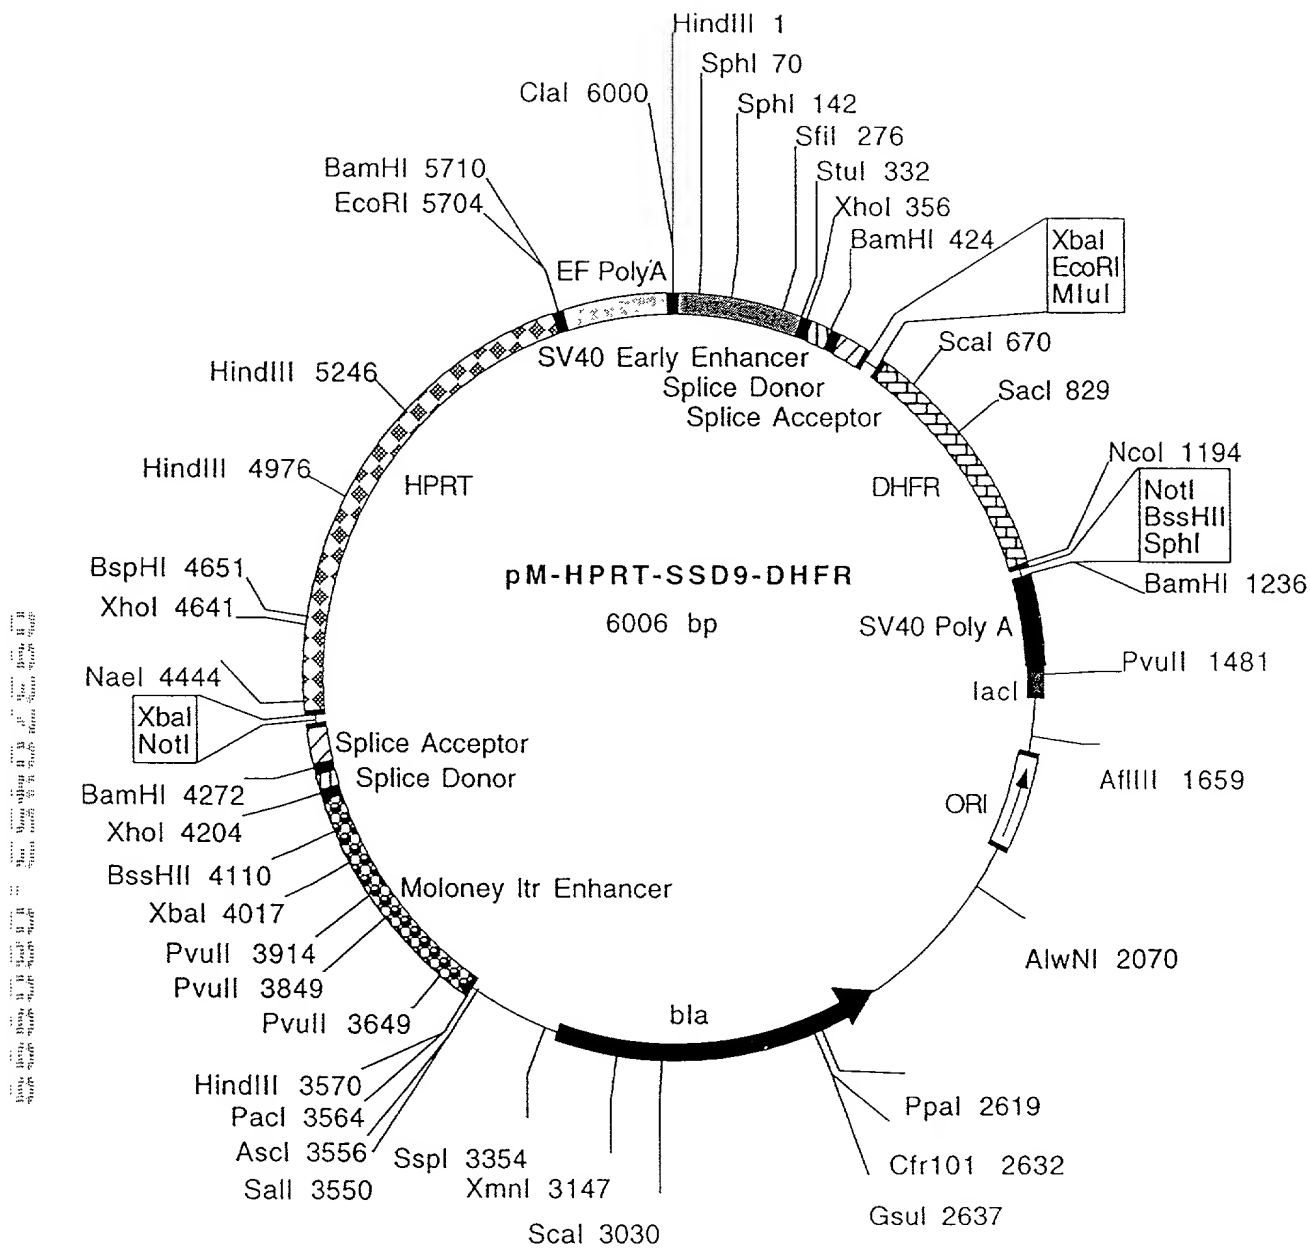 HindIII 1
SphI 70
ClaI 6000
SphI 142
SfiI 276
BamHI 5710
StuI 332
EcoRI 5704
XhoI 356
BamHI 424
XbaI
EcoRI
MluI
EF PolyA
ScaI 670
SV40 Early Enhancer
HindIII 5246
Splice Donor
SacI 829
Splice Acceptor
HindIII 4976
HPRT
DHFR
NcoI 1194
NotI
BssHII
SphI
BspHI 4651
pM-HPRT-SSD9-DHFR
BamHI 1236
XhoI 4641
6006 bp
SV40 Poly A
PvuII 1481
NaeI 4444
lacI
XbaI
NotI
Splice Acceptor
Splice Donor
BamHI 4272
AflIII 1659
ORI
XhoI 4204
BssHII 4110
Moloney ltr Enhancer
XbaI 4017
PvuII 3914
AlwNI 2070
PvuII 3849
PvuII 3649
bla
HindIII 3570
PpaI 2619
PacI 3564
AscI 3556
SspI 3354
Cfr101 2632
SalI 3550
XmnI 3147
GsuI 2637
ScaI 3030